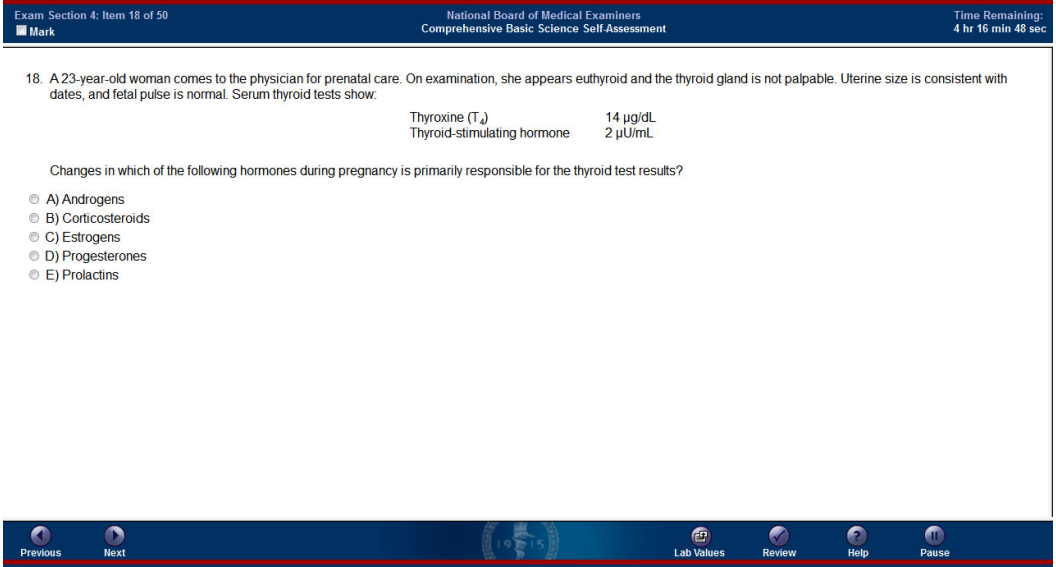 Exam Section 4: Item 18 of 50
National Board of Medical Examiners
Time Remaining:
Mark
Comprehensive Basic Science Self-Assessment
4 hr 16 min 48 sec
18. A 23-year-old woman comes to the physician for prenatal care. On examination, she appears euthyroid and the thyroid gland is not palpable. Uterine size is consistent with
dates, and fetal pulse is normal. Serum thyroid tests show:
Thyroxine (T₄) 14 µg/dL
Thyroid-stimulating hormone 2 µU/mL
Changes in which of the following hormones during pregnancy is primarily responsible for the thyroid test results?
A) Androgens
B) Corticosteroids
C) Estrogens
D) Progesterones
E) Prolactins
1915
Previous Next Lab Values Review Help Pause